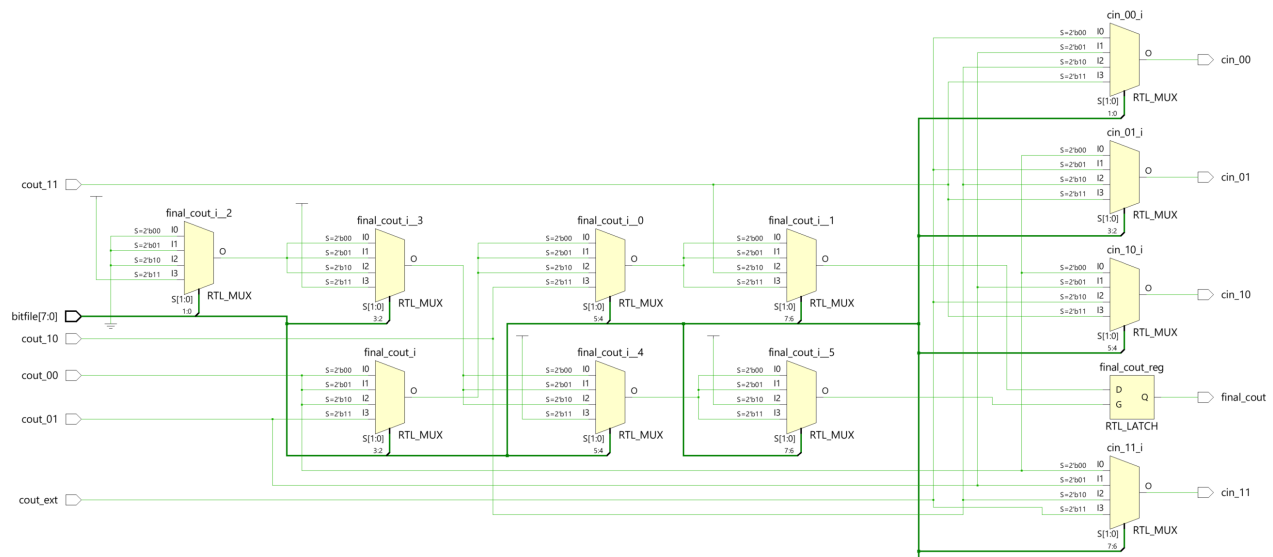 cin_00_i
S=2'b00 I0
S=2'b01 I1
S=2'b10 I2
S=2'b11 I3
O
cin_00
S[1:0]
RTL_MUX
1:0
cin_01_i
S=2'b00 I0
S=2'b01 I1
S=2'b10 I2
S=2'b11 I3
O
cin_01
S[1:0]
RTL_MUX
3:2
cout_11
final_cout_i__2
S=2'b00 I0
S=2'b01 I1
S=2'b10 I2
S=2'b11 I3
O
S[1:0]
RTL_MUX
1:0
final_cout_i__3
S=2'b00 I0
S=2'b01 I1
S=2'b10 I2
S=2'b11 I3
O
S[1:0]
RTL_MUX
3:2
final_cout_i__0
S=2'b00 I0
S=2'b01 I1
S=2'b10 I2
S=2'b11 I3
O
S[1:0]
RTL_MUX
5:4
final_cout_i__1
S=2'b00 I0
S=2'b01 I1
S=2'b10 I2
S=2'b11 I3
O
S[1:0]
RTL_MUX
7:6
cin_10_i
S=2'b00 I0
S=2'b01 I1
S=2'b10 I2
S=2'b11 I3
O
cin_10
S[1:0]
RTL_MUX
5:4
bitfile[7:0]
cout_10
cout_00
cout_01
final_cout_i
S=2'b00 I0
S=2'b01 I1
S=2'b10 I2
S=2'b11 I3
O
S[1:0]
RTL_MUX
3:2
final_cout_i__4
S=2'b00 I0
S=2'b01 I1
S=2'b10 I2
S=2'b11 I3
O
S[1:0]
RTL_MUX
5:4
final_cout_i__5
S=2'b00 I0
S=2'b01 I1
S=2'b10 I2
S=2'b11 I3
O
S[1:0]
RTL_MUX
7:6
final_cout_reg
D
G
Q
final_cout
RTL_LATCH
cout_ext
cin_11_i
S=2'b00 I0
S=2'b01 I1
S=2'b10 I2
S=2'b11 I3
O
cin_11
S[1:0]
RTL_MUX
7:6